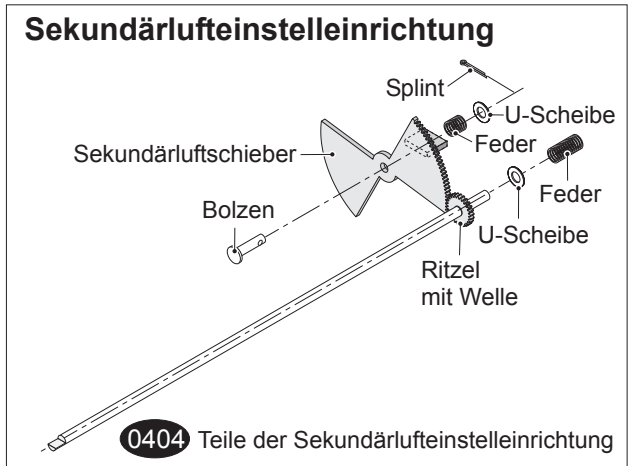 Sekundärlufteinstelleinrichtung
Splint
U-Scheibe
Feder
Sekundärluftschieber
Feder
Bolzen
U-Scheibe
Ritzel
mit Welle
0404 Teile der Sekundärlufteinstelleinrichtung